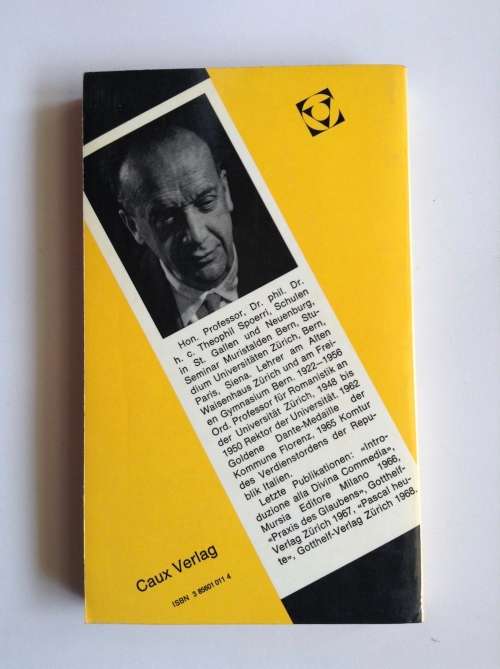 Hon. Professor, Dr. phil. Dr.
h. c. Theophil Spoerri, Schulen
in St. Gallen und Neuenburg,
Seminar Muristalden Bern, Stu-
dium Universitäten Zürich, Bern,
Paris, Siena. Lehrer am Alten
Waisenhaus Zürich und am Frei-
en Gymnasium Bern. 1922–1956
Ord. Professor für Romanistik an
der Universität Zürich, 1948 bis
1950 Rektor der Universität. 1962
Goldene Dante-Medaille der
Kommune Florenz, 1965 Komtur
des Verdienstordens der Repu-
blik Italien.
Letzte Publikationen: «Intro-
duzione alla Divina Commedia»,
Mursia Editore Milano 1966,
«Praxis des Glaubens», Gotthelf-
Verlag Zürich 1967, «Pascal heu-
te», Gotthelf-Verlag Zürich 1968.
Caux Verlag
ISBN 3 85601 011 4